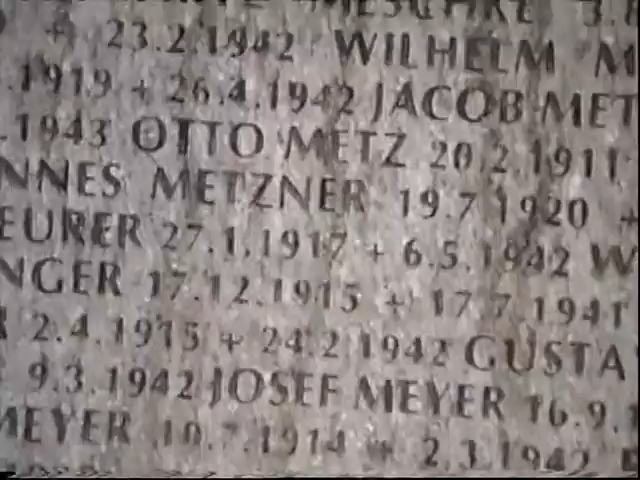 + 23.2.1942 WILHELM M
.1919 + 26.4.1942 JACOB MET
.1943 OTTO METZ 20.2.1911
NNES METZNER 19.7.1920 +
EURER 27.1.1917 + 6.5.1942 W
NGER 17.12.1915 + 17.7.1941
2.4.1915 + 24.2.1942 GUSTA
9.3.1942 JOSEF MEYER 16.9.
MEYER 10.7.1914 + 2.3.1942